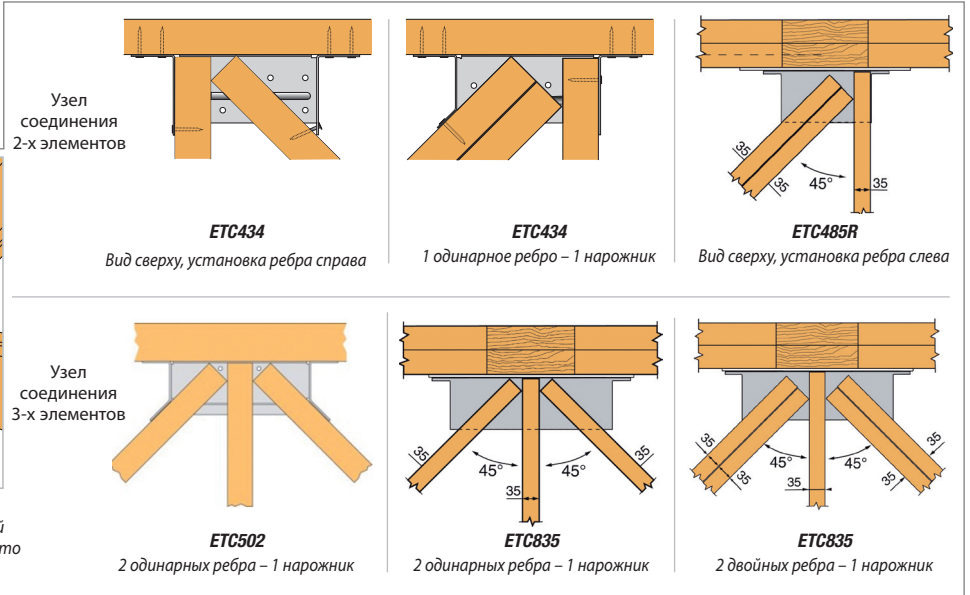 Узел
соединения
2-х элементов
35
35
45°
35
ETC434
Вид сверху, установка ребра справа
ETC434
1 одинарное ребро – 1 нарожник
ETC485R
Вид сверху, установка ребра слева
Узел
соединения
3-х элементов
35
45°
45°
35
35
35
35
45°
45°
35
35
35
й
то
ETC502
2 одинарных ребра – 1 нарожник
ETC835
2 одинарных ребра – 1 нарожник
ETC835
2 двойных ребра – 1 нарожник